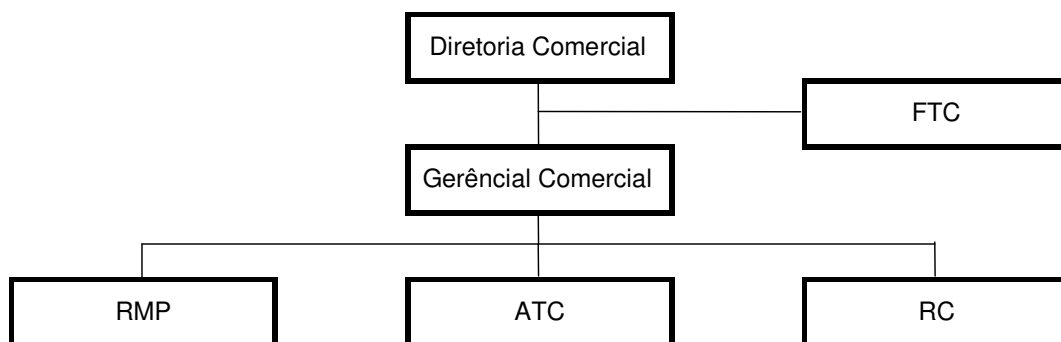 Diretoria Comercial
FTC
Gerêncial Comercial
RMP
ATC
RC